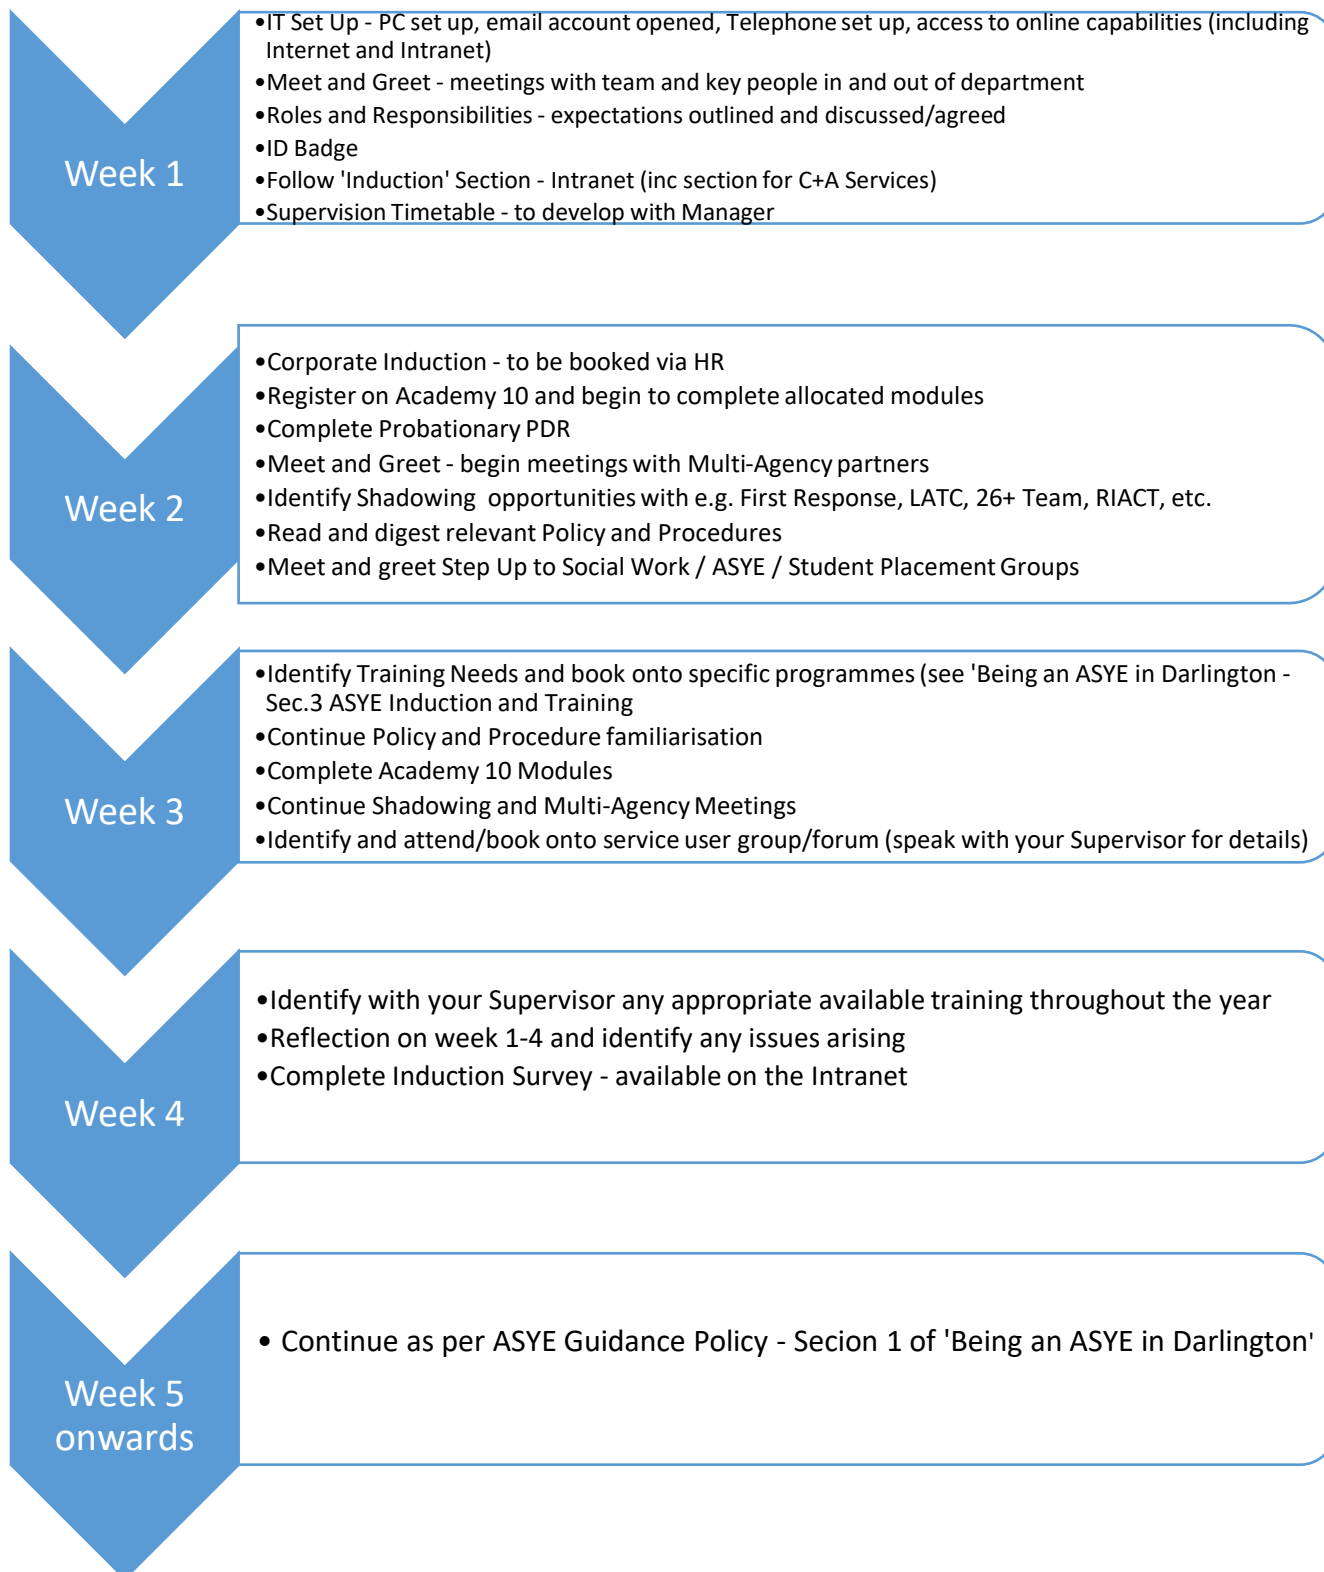 Week 1
•IT Set Up - PC set up, email account opened, Telephone set up, access to online capabilities (including
Internet and Intranet)
•Meet and Greet - meetings with team and key people in and out of department
•Roles and Responsibilities - expectations outlined and discussed/agreed
•ID Badge
•Follow 'Induction' Section - Intranet (inc section for C+A Services)
•Supervision Timetable - to develop with Manager
Week 2
•Corporate Induction - to be booked via HR
•Register on Academy 10 and begin to complete allocated modules
•Complete Probationary PDR
•Meet and Greet - begin meetings with Multi-Agency partners
•Identify Shadowing opportunities with e.g. First Response, LATC, 26+ Team, RIACT, etc.
•Read and digest relevant Policy and Procedures
•Meet and greet Step Up to Social Work / ASYE / Student Placement Groups
Week 3
•Identify Training Needs and book onto specific programmes (see 'Being an ASYE in Darlington -
Sec.3 ASYE Induction and Training
•Continue Policy and Procedure familiarisation
•Complete Academy 10 Modules
•Continue Shadowing and Multi-Agency Meetings
•Identify and attend/book onto service user group/forum (speak with your Supervisor for details)
Week 4
•Identify with your Supervisor any appropriate available training throughout the year
•Reflection on week 1-4 and identify any issues arising
•Complete Induction Survey - available on the Intranet
Week 5
onwards
• Continue as per ASYE Guidance Policy - Secion 1 of 'Being an ASYE in Darlington'